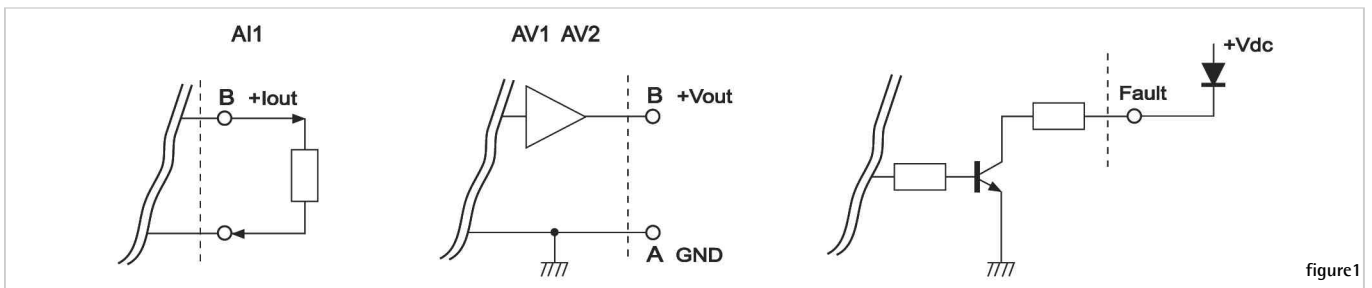 AI1
B +Iout
AV1 AV2
B +Vout
A GND
+Vdc
Fault
figure1